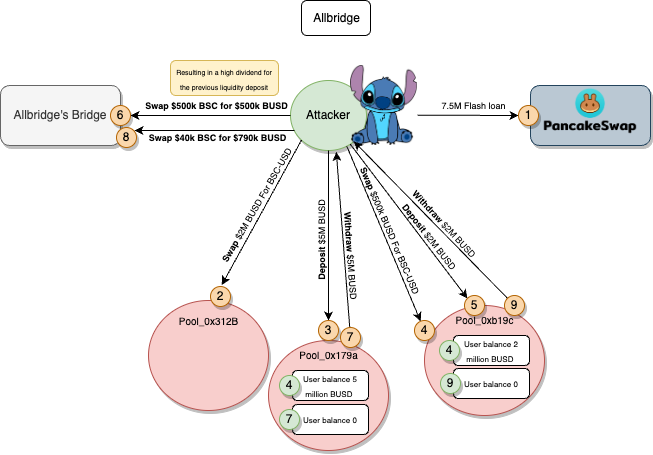 Allbridge
Resulting in a high dividend for
the previous liquidity deposit
Allbridge's Bridge
6
8
Swap $500k BSC for $500k BUSD
Swap $40k BSC for $790k BUSD
Attacker
7.5M Flash loan
1
PancakeSwap
Swap $2M BUSD For BSC-USD
Deposit $5M BUSD
Withdraw $5M BUSD
Swap $500k BUSD For BSC-USD
Deposit $2M BUSD
Withdraw $2M BUSD
2
Pool_0x312B
3
7
Pool_0x179a
4
User balance 5
million BUSD
7
User balance 0
4
5
9
Pool_0xb19c
4
User balance 2
million BUSD
9
User balance 0